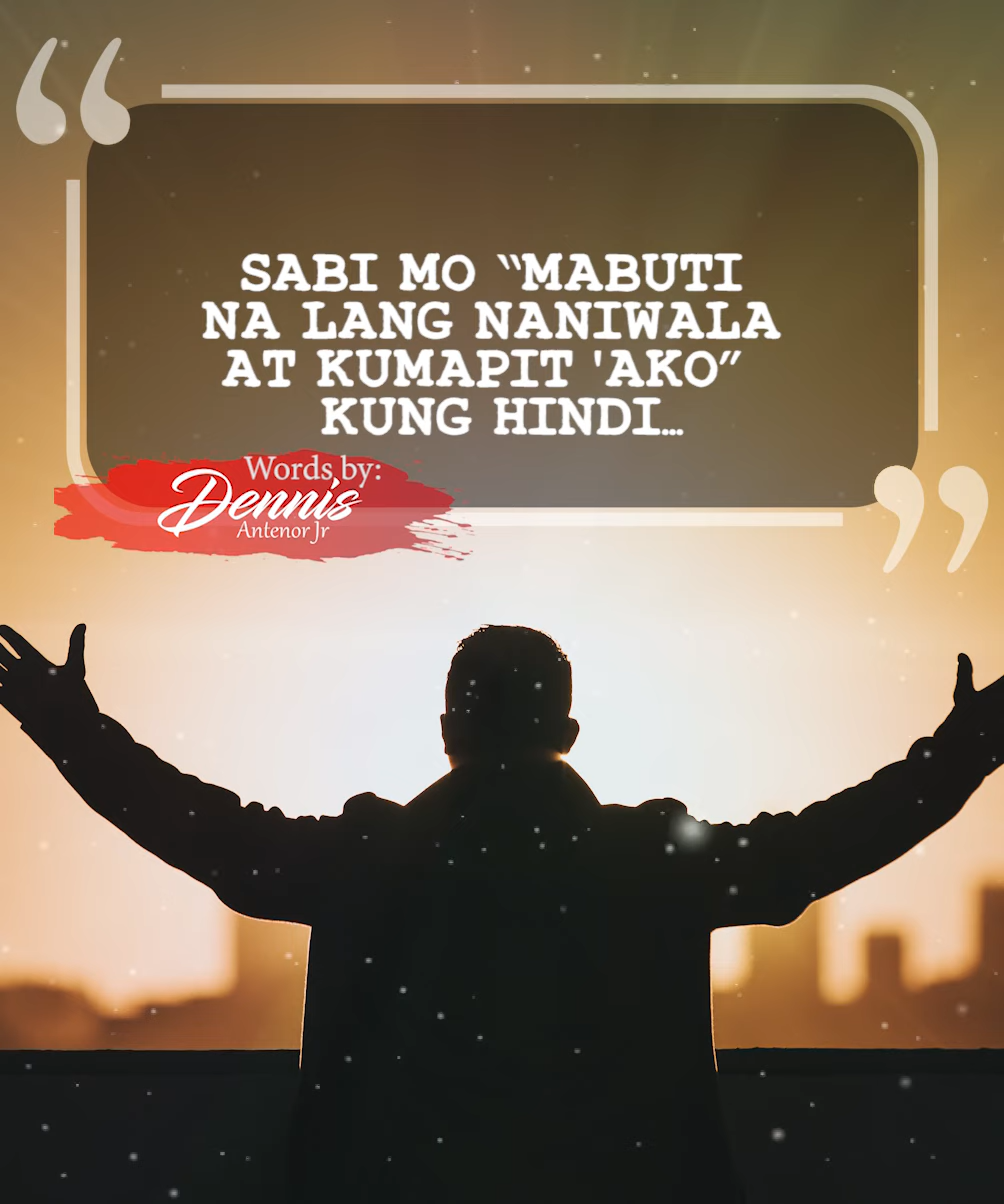 SABI MO “MABUTI
NA LANG NANIWALA
AT KUMAPIT 'AKO”
KUNG HINDI...
Words by:
Dennis
Antenor Jr